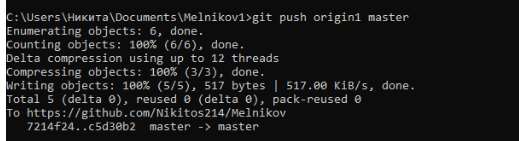 C:\Users\Никита\Documents\Melnikov1>git push origin1 master
Enumerating objects: 6, done.
Counting objects: 100% (6/6), done.
Delta compression using up to 12 threads
Compressing objects: 100% (3/3), done.
Writing objects: 100% (5/5), 517 bytes | 517.00 KiB/s, done.
Total 5 (delta 0), reused 0 (delta 0), pack-reused 0
To https://github.com/Nikitos214/Melnikov
   7214f24..c5d30b2  master -> master